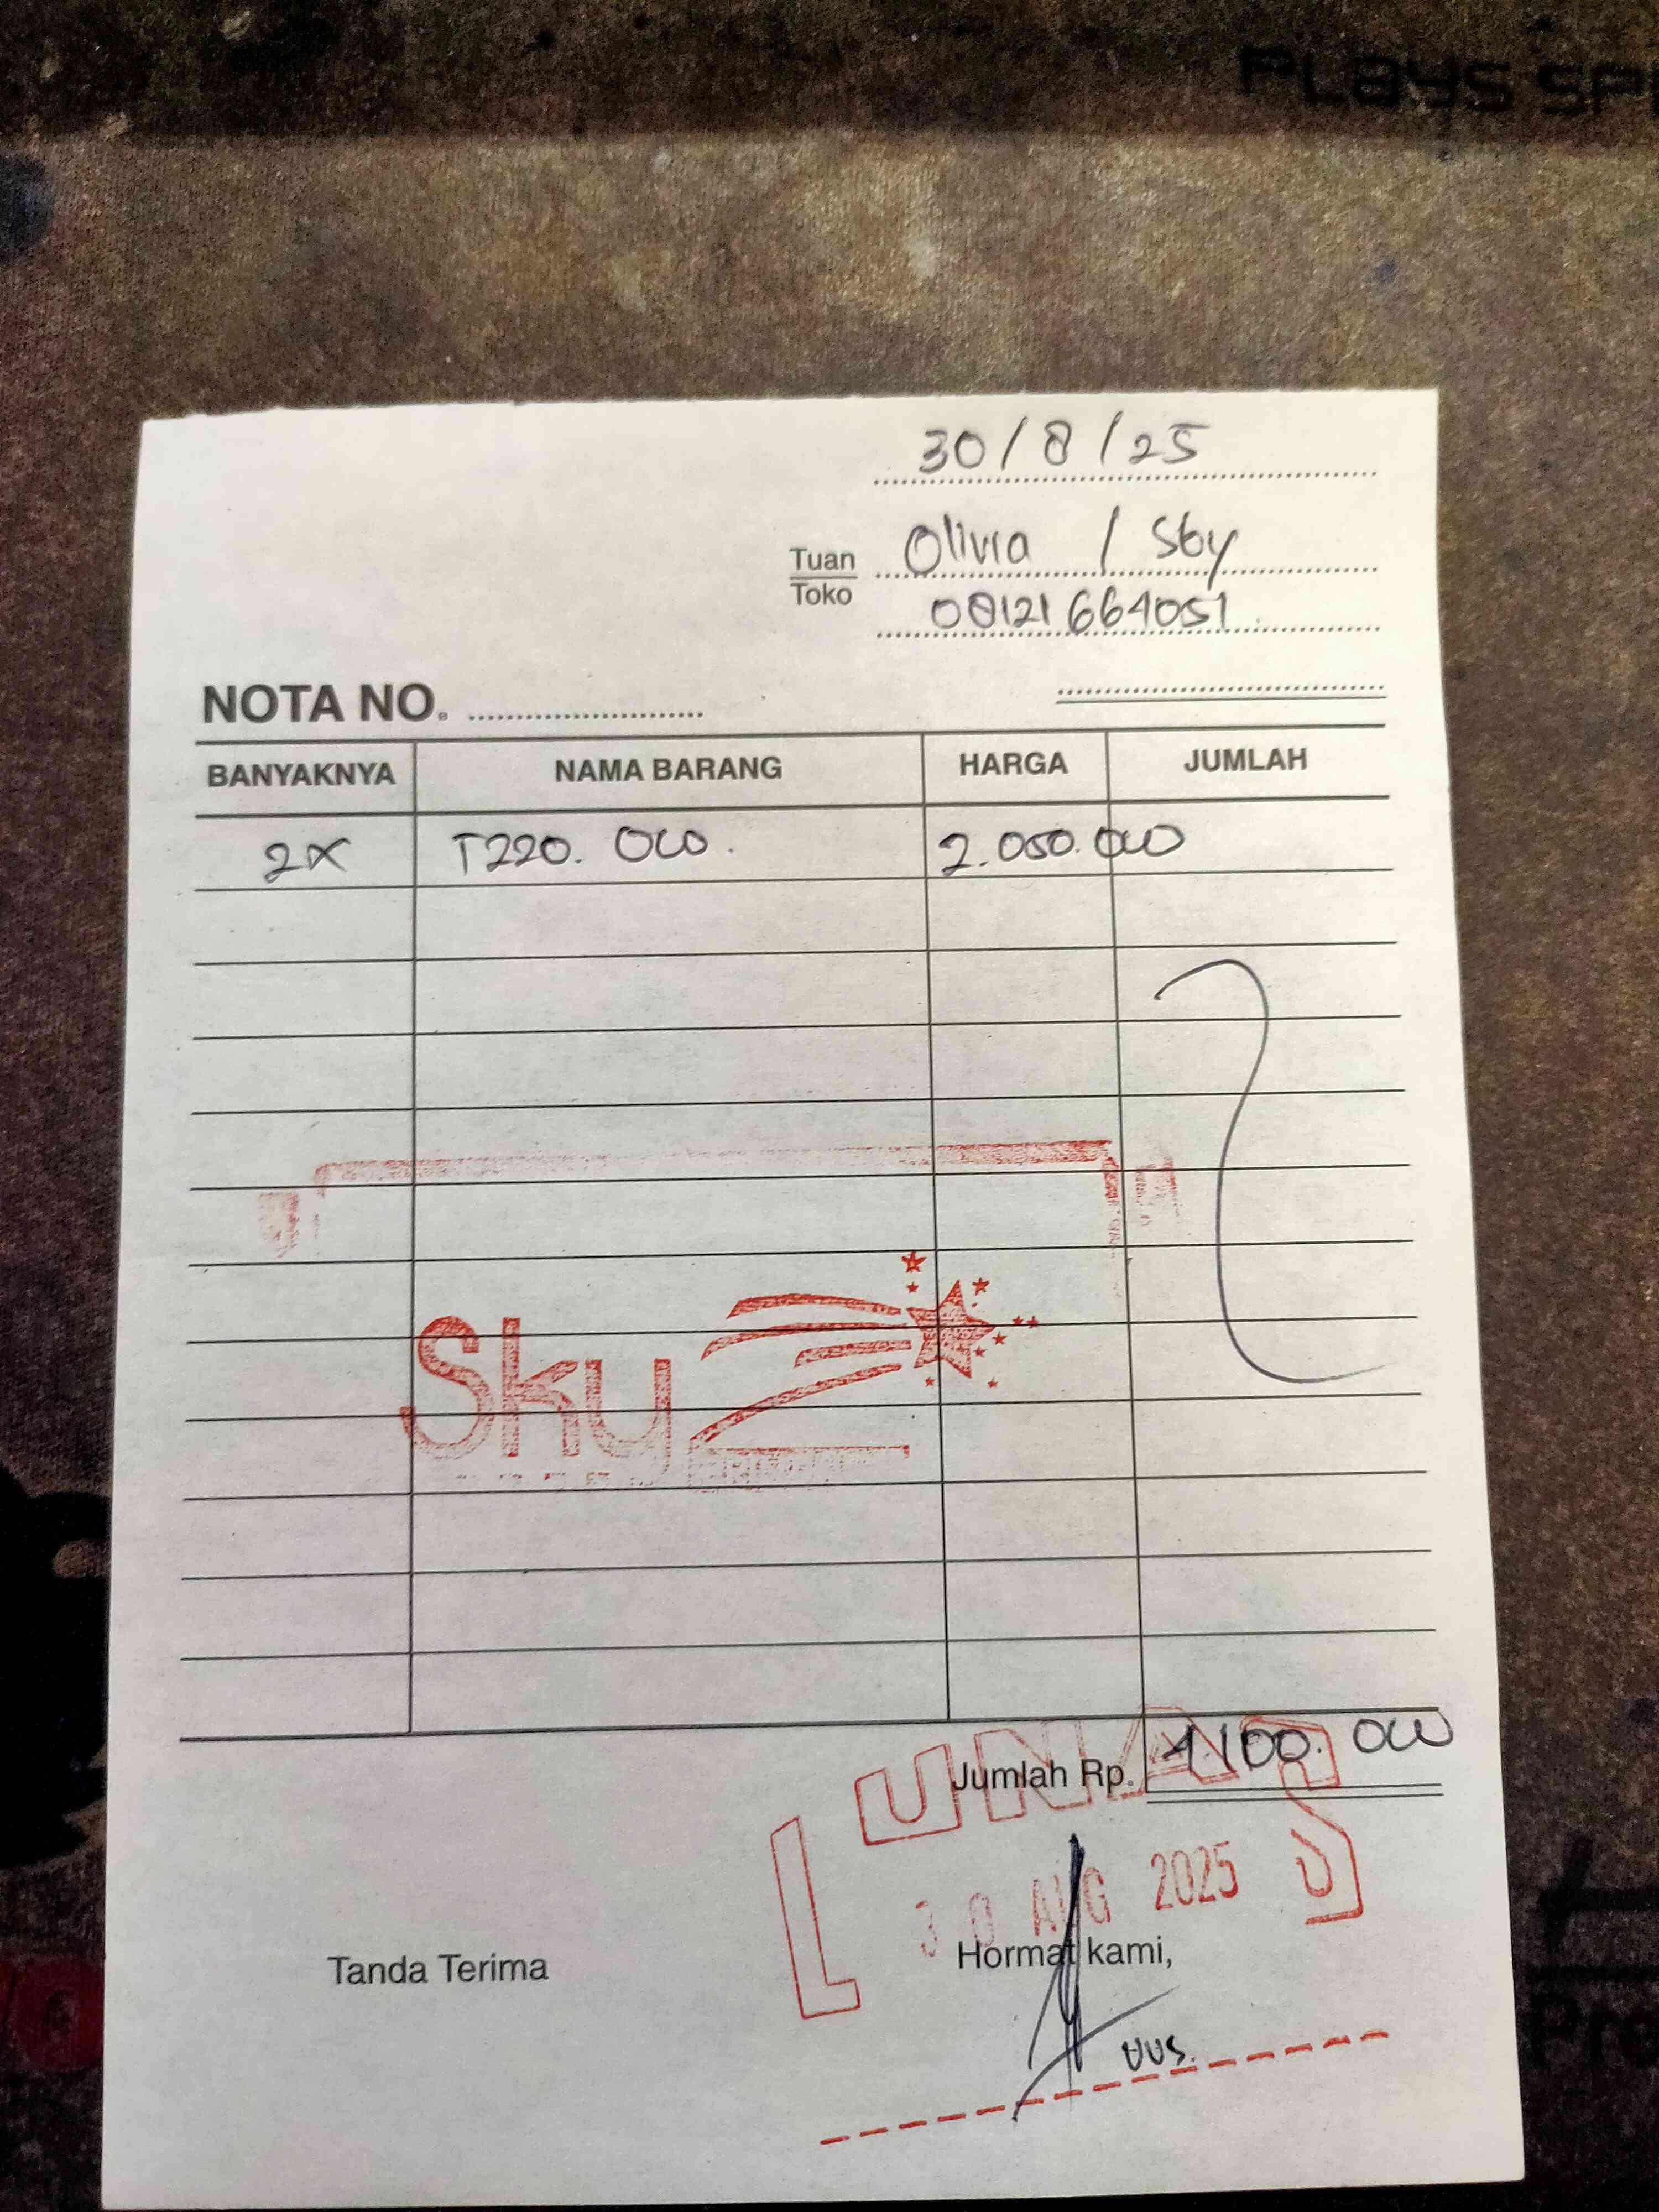 PLAYS SP
30/8/25
Tuan Olivia / Sby
Toko 08121664051
NOTA NO.
BANYAKNYA NAMA BARANG HARGA JUMLAH
2X T220. 000. 2.050.000
Sky
LUNAS
Jumlah Rp. 4.100.000
30 AUG 2025
Tanda Terima Hormat kami,
UUS.